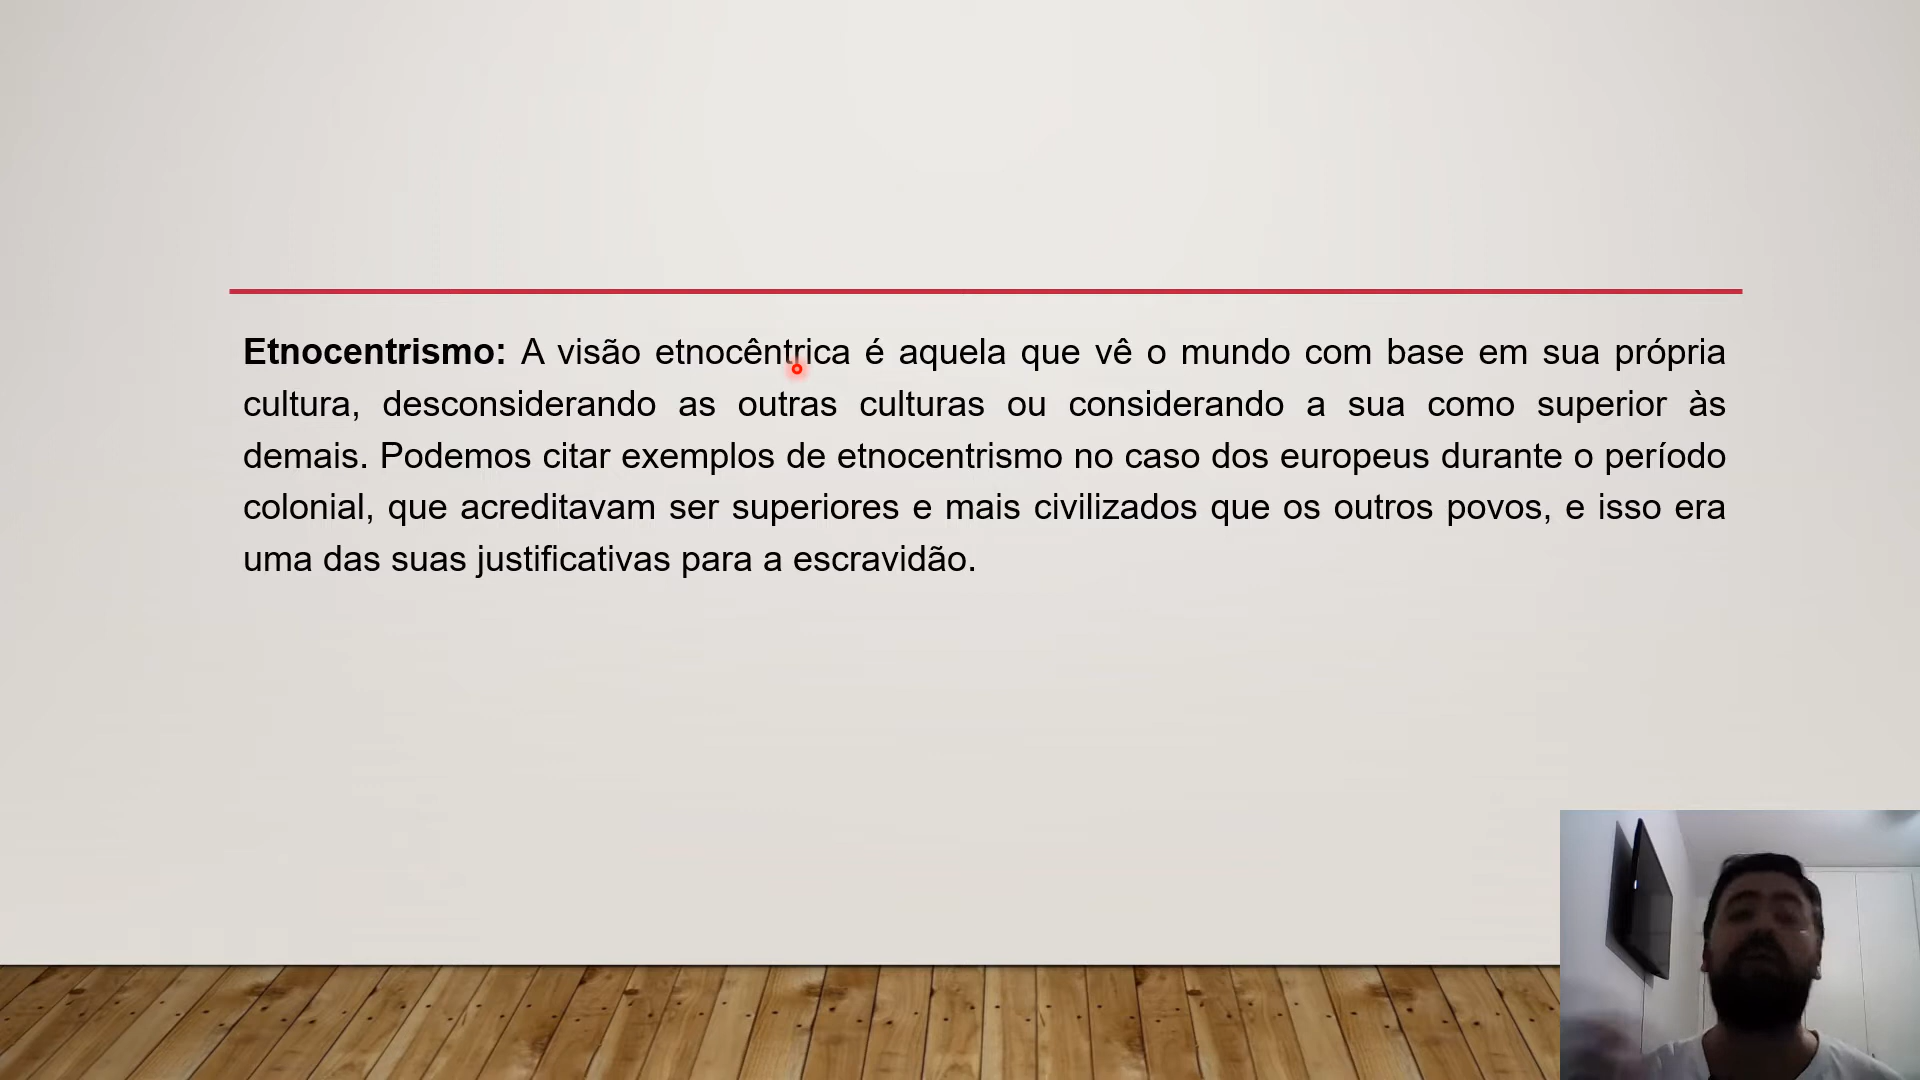 Etnocentrismo: A visão etnocêntrica é aquela que vê o mundo com base em sua própria
cultura, desconsiderando as outras culturas ou considerando a sua como superior às
demais. Podemos citar exemplos de etnocentrismo no caso dos europeus durante o período
colonial, que acreditavam ser superiores e mais civilizados que os outros povos, e isso era
uma das suas justificativas para a escravidão.